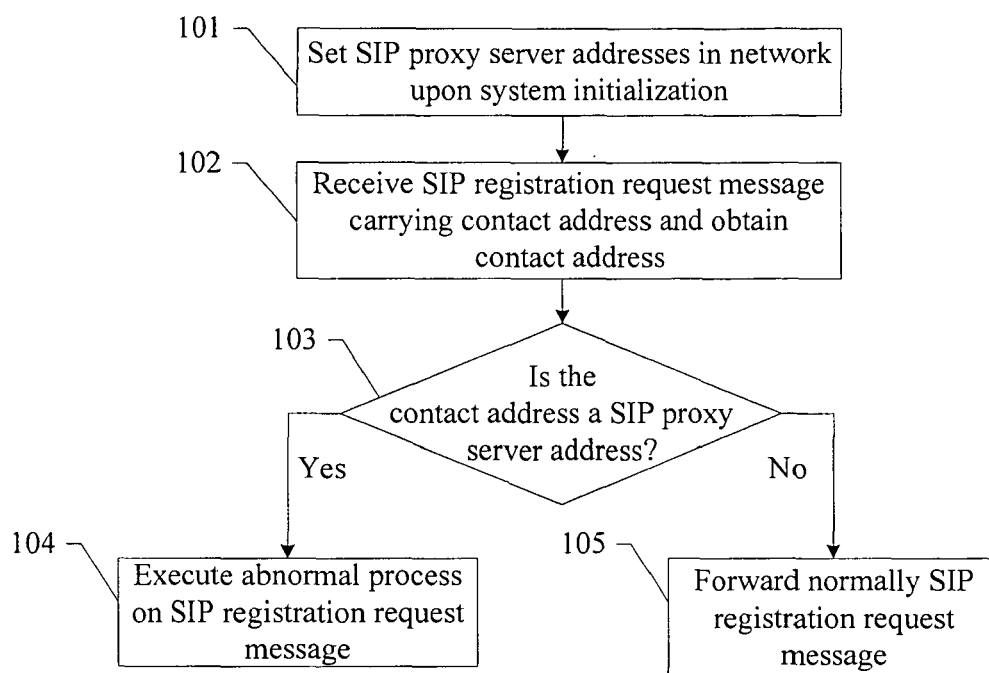 101
Set SIP proxy server addresses in network
upon system initialization
102
Receive SIP registration request message
carrying contact address and obtain
contact address
103
Is the
contact address a SIP proxy
server address?
Yes
No
104
Execute abnormal process
on SIP registration request
message
105
Forward normally SIP
registration request
message